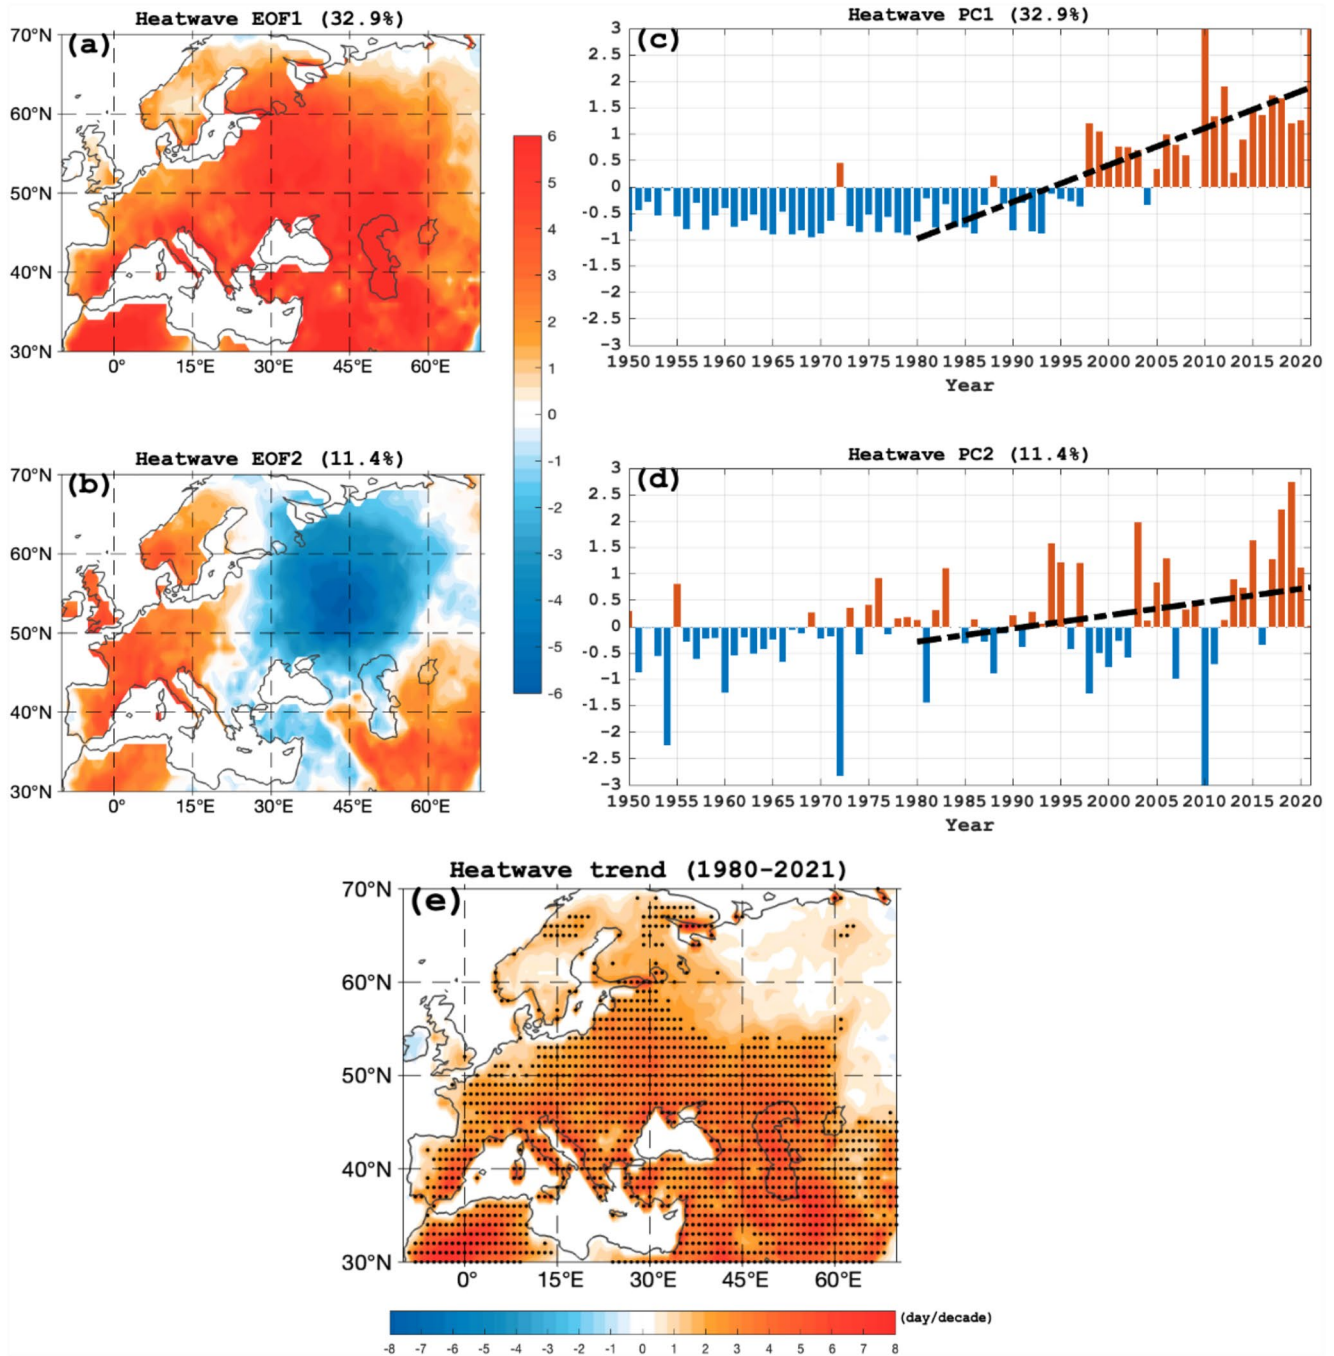 Heatwave EOF1 (32.9%)
(a)
70°N
60°N
50°N
40°N
30°N
0°
15°E
30°E
45°E
60°E
6
5
4
3
2
1
0
-1
-2
-3
-4
-5
-6
Heatwave PC1 (32.9%)
(c)
3
2.5
2
1.5
1
0.5
0
-0.5
-1
-1.5
-2
-2.5
-3
1950 1955 1960 1965 1970 1975 1980 1985 1990 1995 2000 2005 2010 2015 2020
Year
Heatwave EOF2 (11.4%)
(b)
70°N
60°N
50°N
40°N
30°N
0°
15°E
30°E
45°E
60°E
Heatwave PC2 (11.4%)
(d)
3
2.5
2
1.5
1
0.5
0
-0.5
-1
-1.5
-2
-2.5
-3
1950 1955 1960 1965 1970 1975 1980 1985 1990 1995 2000 2005 2010 2015 2020
Year
Heatwave trend (1980-2021)
(e)
70°N
60°N
50°N
40°N
30°N
0°
15°E
30°E
45°E
60°E
(day/decade)
-8 -7 -6 -5 -4 -3 -2 -1 0 1 2 3 4 5 6 7 8